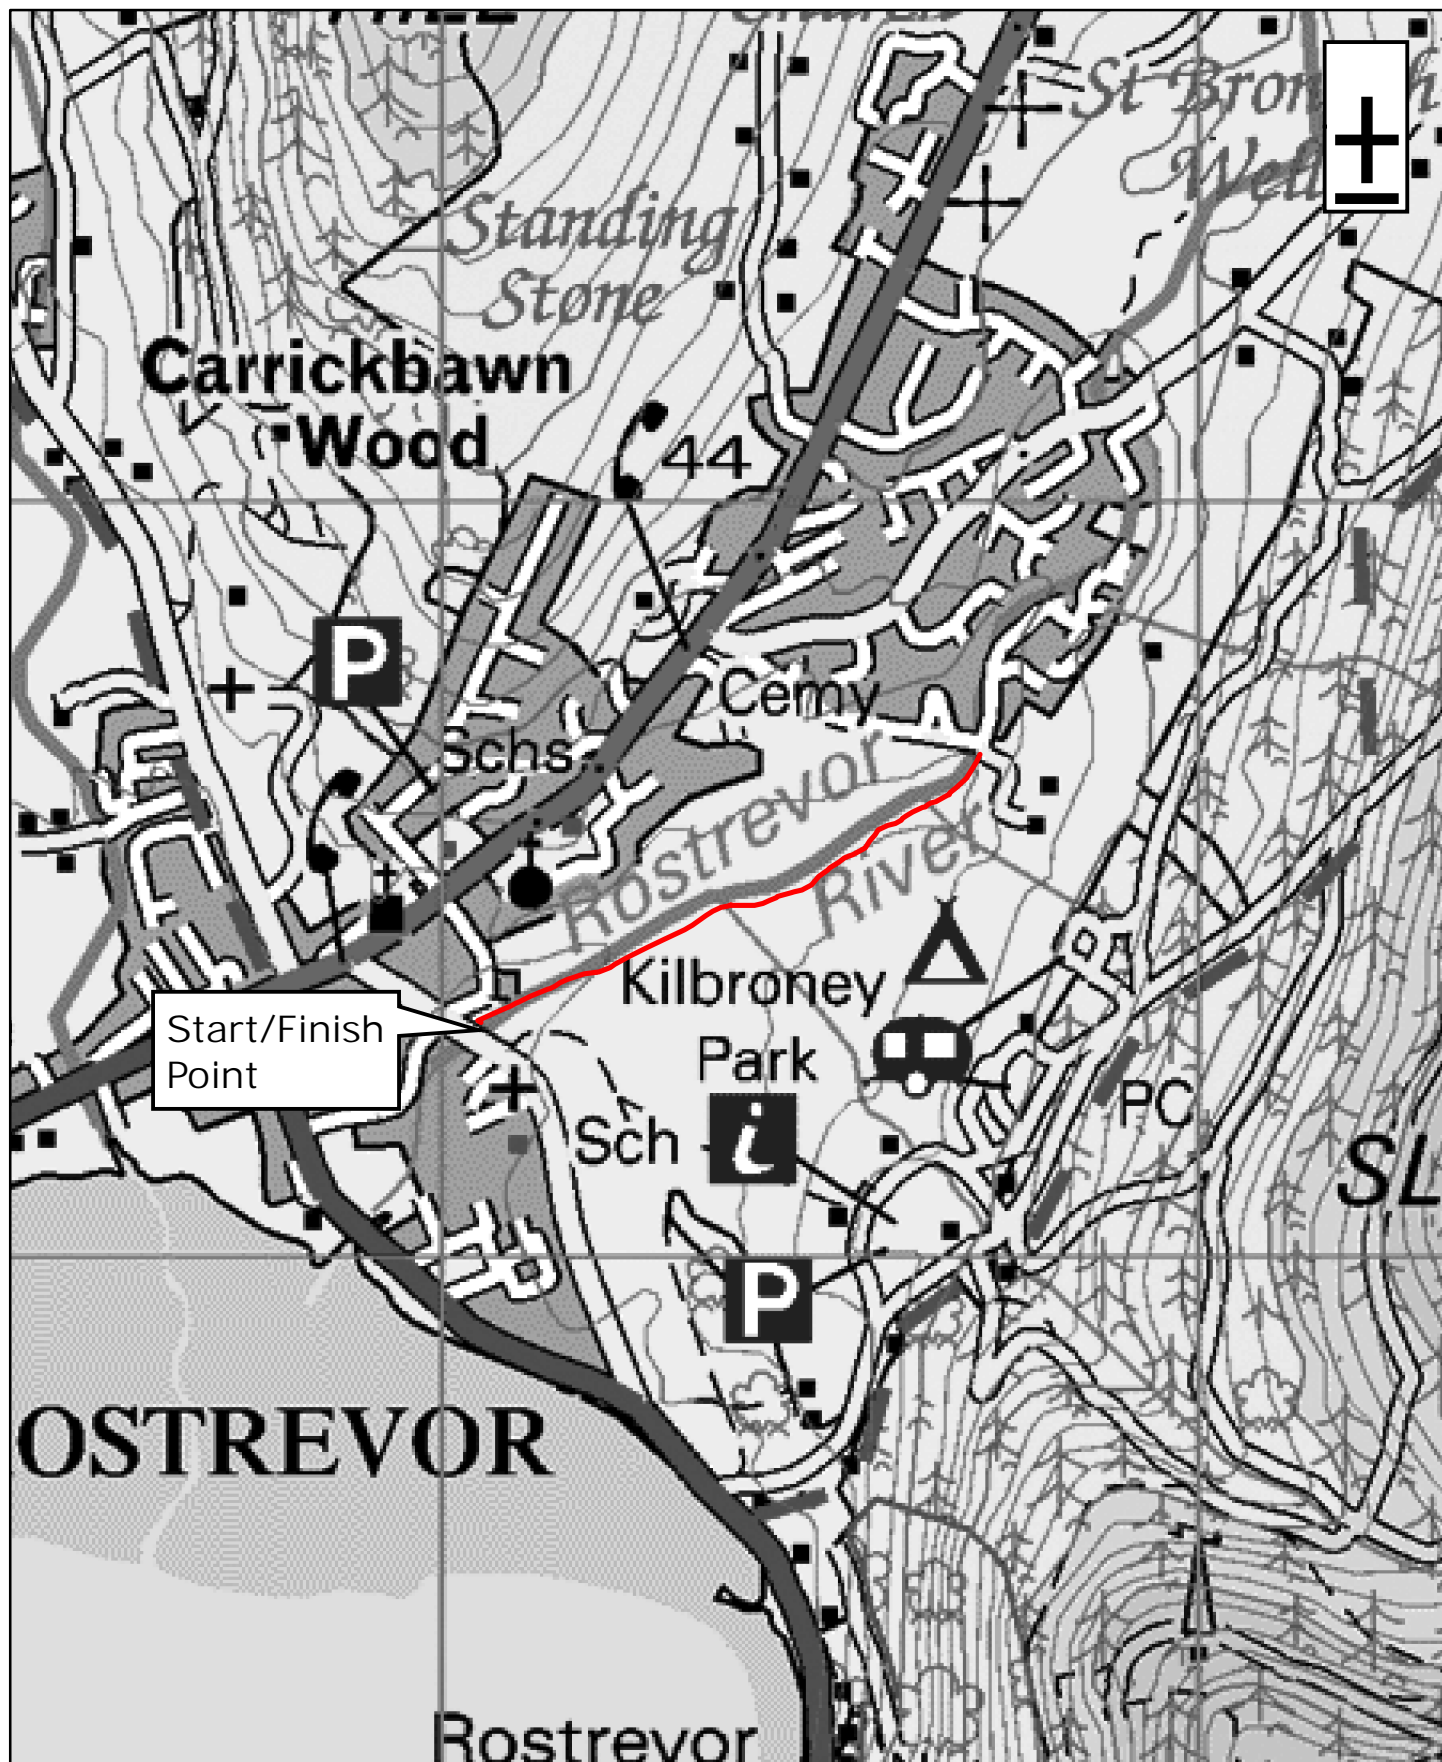 St Bron h
Well
Standing
Stone
Carrickbawn
Wood
44
P
Cemy
Schs
Rostrevor
River
Kilbroney
Park
Start/Finish
Point
PC
Sch
i
SL
P
OSTREVOR
Rostrevor